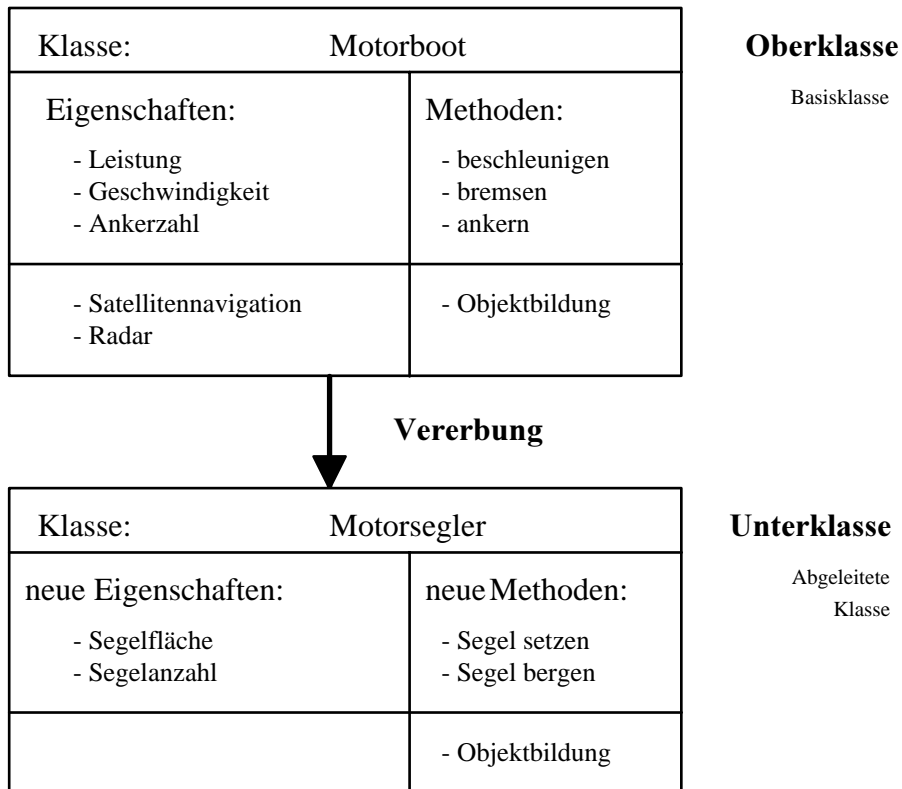 Klasse: Motorboot
Oberklasse
Basisklasse
Eigenschaften:
- Leistung
- Geschwindigkeit
- Ankerzahl
Methoden:
- beschleunigen
- bremsen
- ankern
- Satellitennavigation
- Radar
- Objektbildung
Vererbung
Klasse: Motorsegler
Unterklasse
Abgeleitete
Klasse
neue Eigenschaften:
- Segelfläche
- Segelanzahl
neue Methoden:
- Segel setzen
- Segel bergen
- Objektbildung